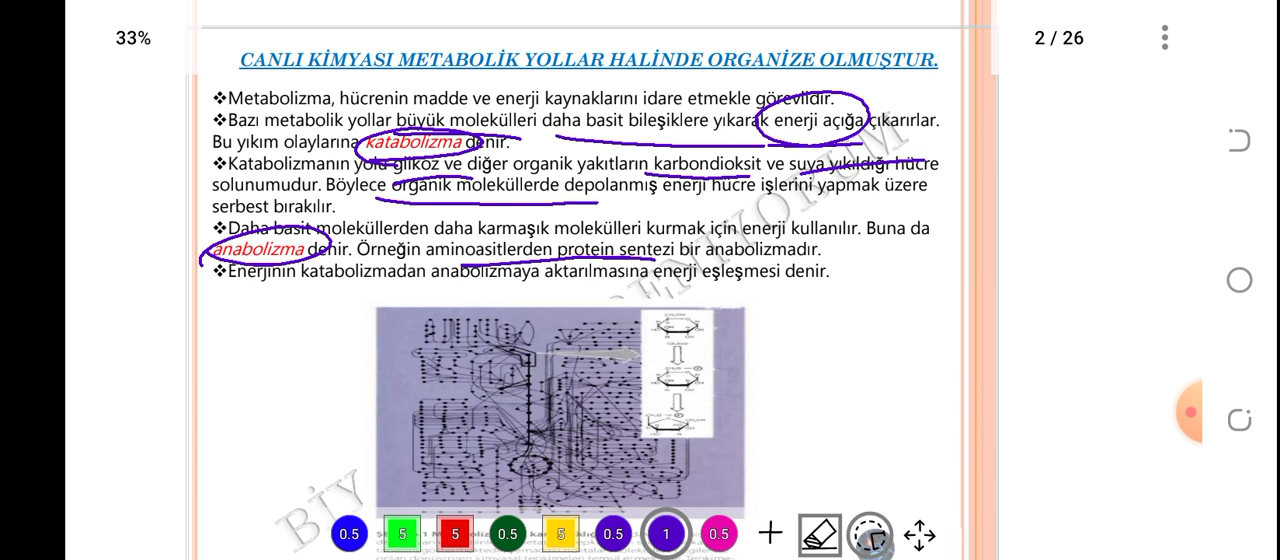 33%
2 / 26
CANLI KİMYASI METABOLİK YOLLAR HALİNDE ORGANİZE OLMUŞTUR.
❖Metabolizma, hücrenin madde ve enerji kaynaklarını idare etmekle görevlidir.
❖Bazı metabolik yollar büyük molekülleri daha basit bileşiklere yıkarak enerji açığa çıkarırlar.
Bu yıkım olaylarına katabolizma denir.
❖Katabolizmanın yolu glikoz ve diğer organik yakıtların karbondioksit ve suya yıkıldığı hücre
solunumudur. Böylece organik moleküllerde depolanmış enerji hücre işlerini yapmak üzere
serbest bırakılır.
❖Daha basit moleküllerden daha karmaşık molekülleri kurmak için enerji kullanılır. Buna da
anabolizma denir. Örneğin aminoasitlerden protein sentezi bir anabolizmadır.
❖Enerjinin katabolizmadan anabolizmaya aktarılmasına enerji eşleşmesi denir.
0.5 5 5 0.5 5 0.5 1 0.5